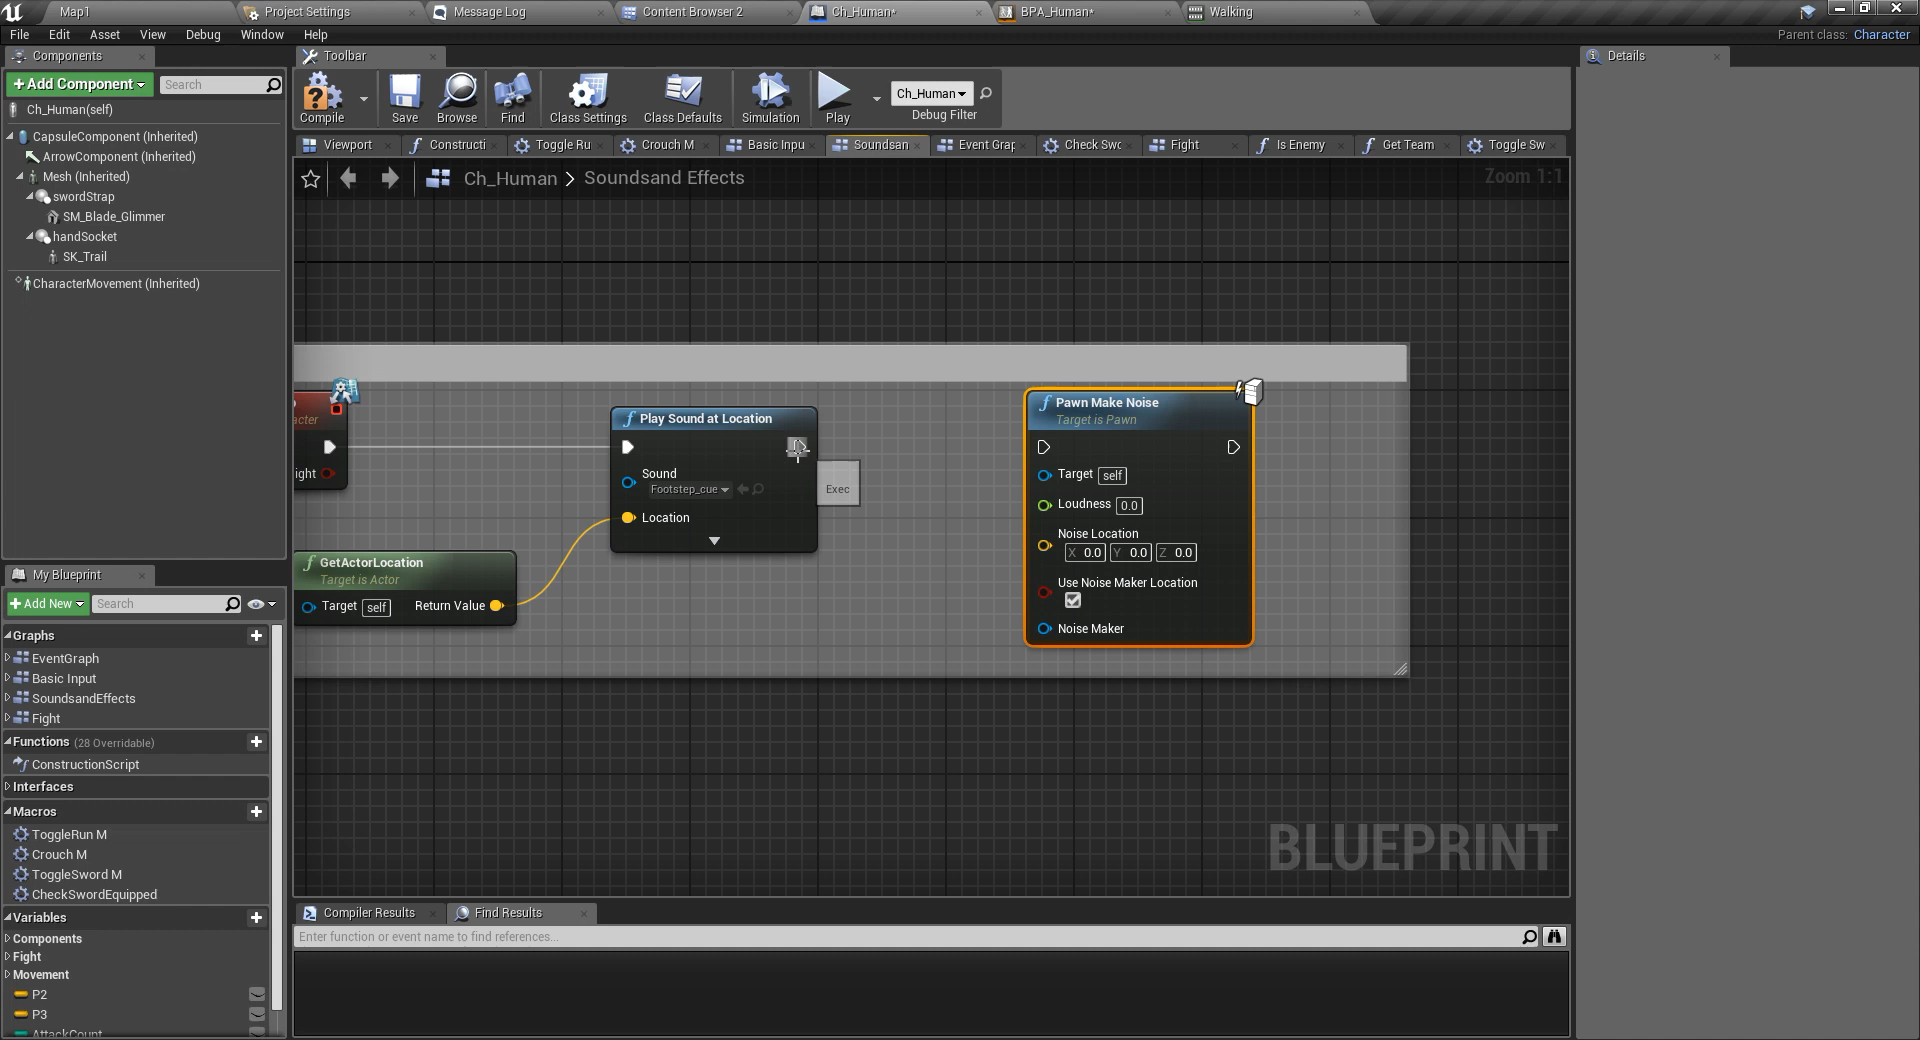 Map1
Project Settings
Message Log
Content Browser 2
Ch_Human*
BPA_Human*
Walking
File Edit Asset View Debug Window Help
Parent class: Character
Components
Toolbar
Details
+Add Component
Search
Ch_Human(self)
CapsuleComponent (Inherited)
ArrowComponent (Inherited)
Mesh (Inherited)
swordStrap
SM_Blade_Glimmer
handSocket
SK_Trail
CharacterMovement (Inherited)
Compile
Save
Browse
Find
Class Settings
Class Defaults
Simulation
Play
Ch_Human
Debug Filter
Viewport
Constructi
Toggle Ru
Crouch M
Basic Inpu
Soundsan
Event Grap
Check Swc
Fight
Is Enemy
Get Team
Toggle Sw
Ch_Human > Soundsand Effects
Zoom 1:1
acter
ight
Play Sound at Location
Sound
Footstep_cue
Location
Exec
GetActorLocation
Target is Actor
Target self
Return Value
Pawn Make Noise
Target is Pawn
Target self
Loudness 0.0
Noise Location
X 0.0 Y 0.0 Z 0.0
Use Noise Maker Location
Noise Maker
BLUEPRINT
My Blueprint
+Add New
Search
Graphs
EventGraph
Basic Input
SoundsandEffects
Fight
Functions (28 Overridable)
ConstructionScript
Interfaces
Macros
ToggleRun M
Crouch M
ToggleSword M
CheckSwordEquipped
Variables
Components
Fight
Movement
P2
P3
AttackCount
Compiler Results
Find Results
Enter function or event name to find references...